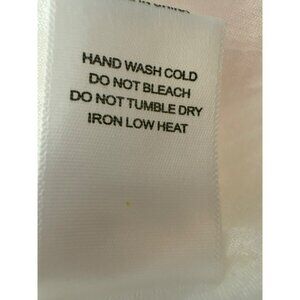 HAND WASH COLD
DO NOT BLEACH
DO NOT TUMBLE DRY
IRON LOW HEAT